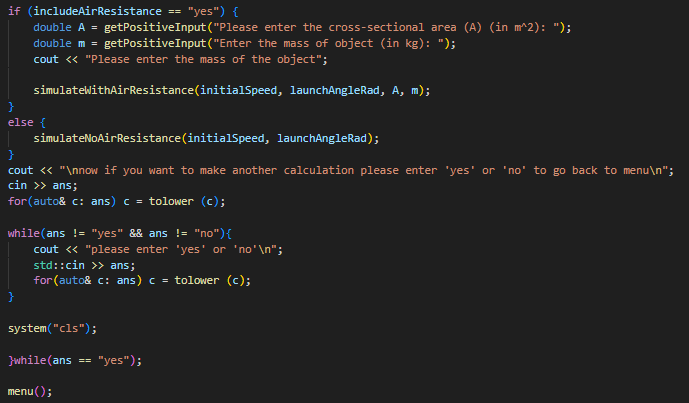 if (includeAirResistance == "yes") {
double A = getPositiveInput("Please enter the cross-sectional area (A) (in m^2): ");
double m = getPositiveInput("Enter the mass of object (in kg): ");
cout << "Please enter the mass of the object";
simulateWithAirResistance(initialSpeed, launchAngleRad, A, m);
}
else {
simulateNoAirResistance(initialSpeed, launchAngleRad);
}
cout << "\nnow if you want to make another calculation please enter 'yes' or 'no' to go back to menu\n";
cin >> ans;
for(auto& c: ans) c = tolower (c);
while(ans != "yes" && ans != "no"){
cout << "please enter 'yes' or 'no'\n";
std::cin >> ans;
for(auto& c: ans) c = tolower (c);
}
system("cls");
}while(ans == "yes");
menu();